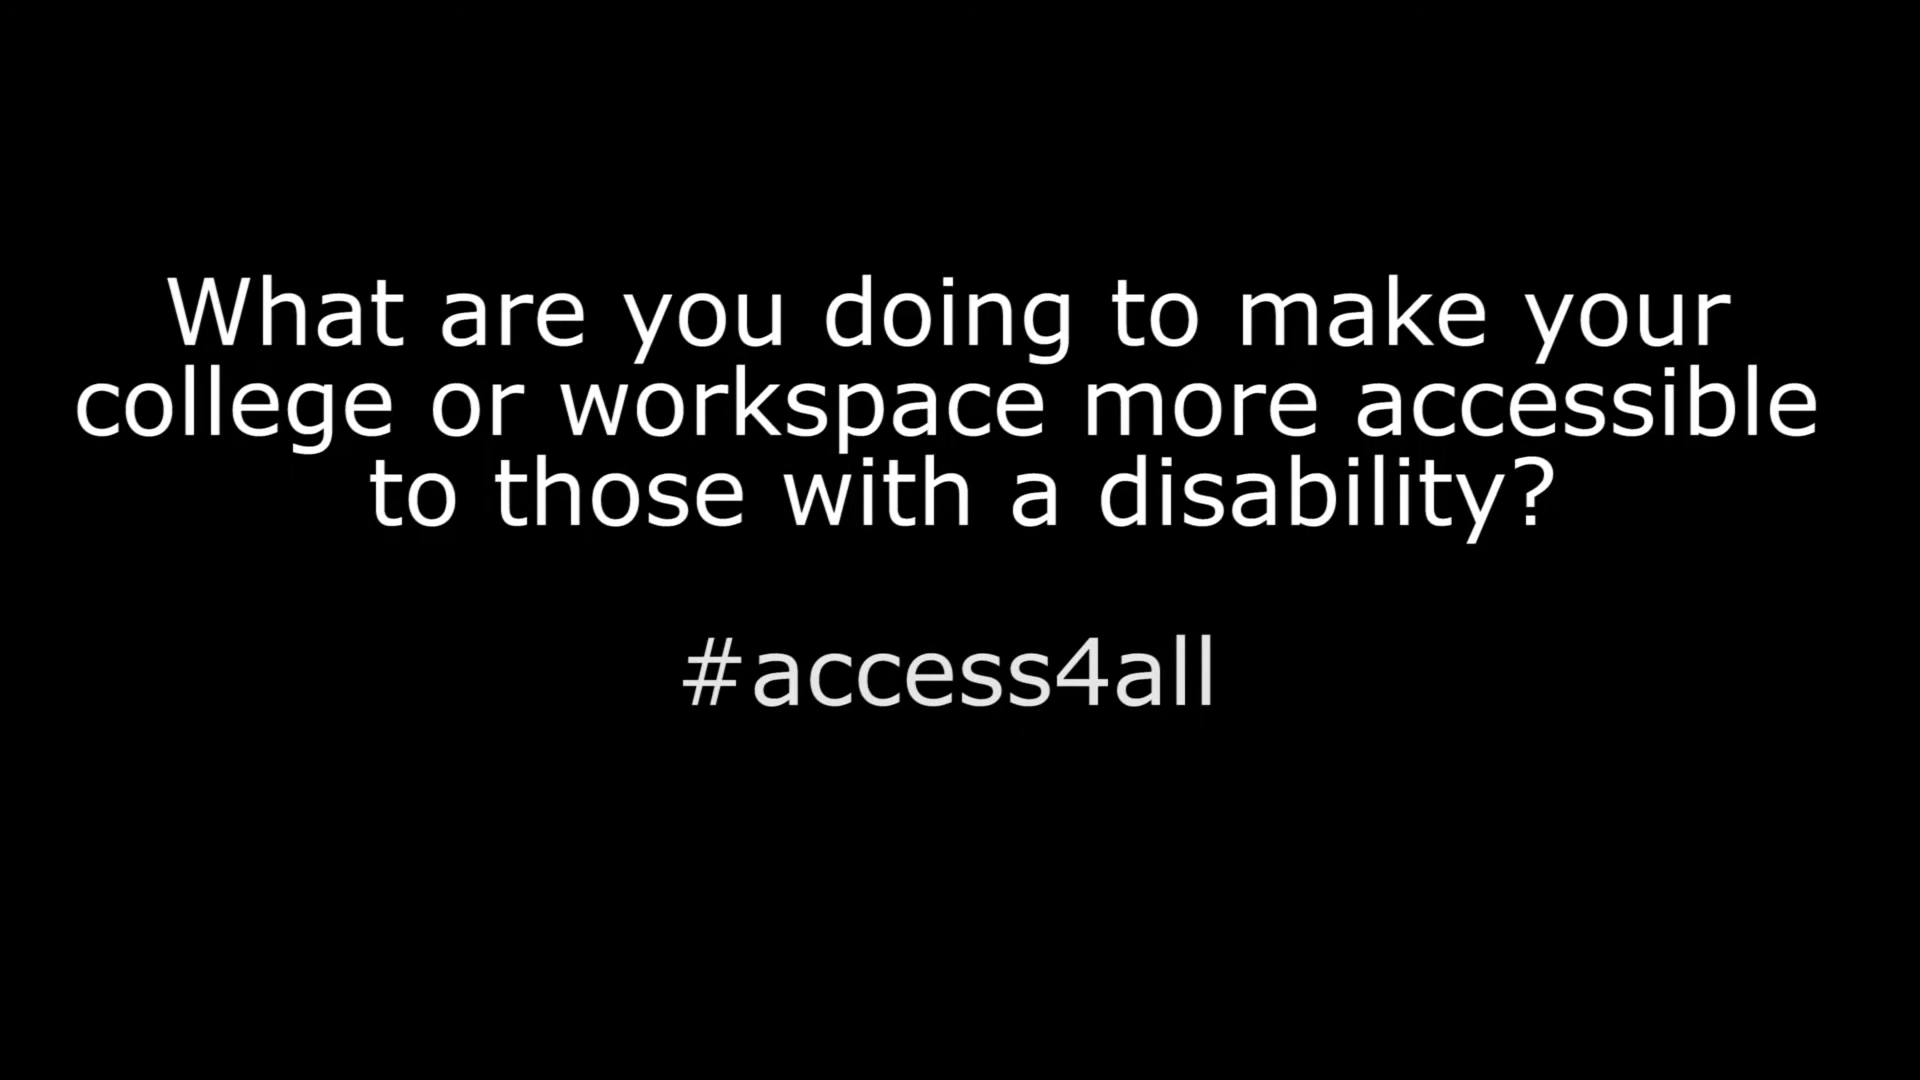 What are you doing to make your
college or workspace more accessible
to those with a disability?
#access4all